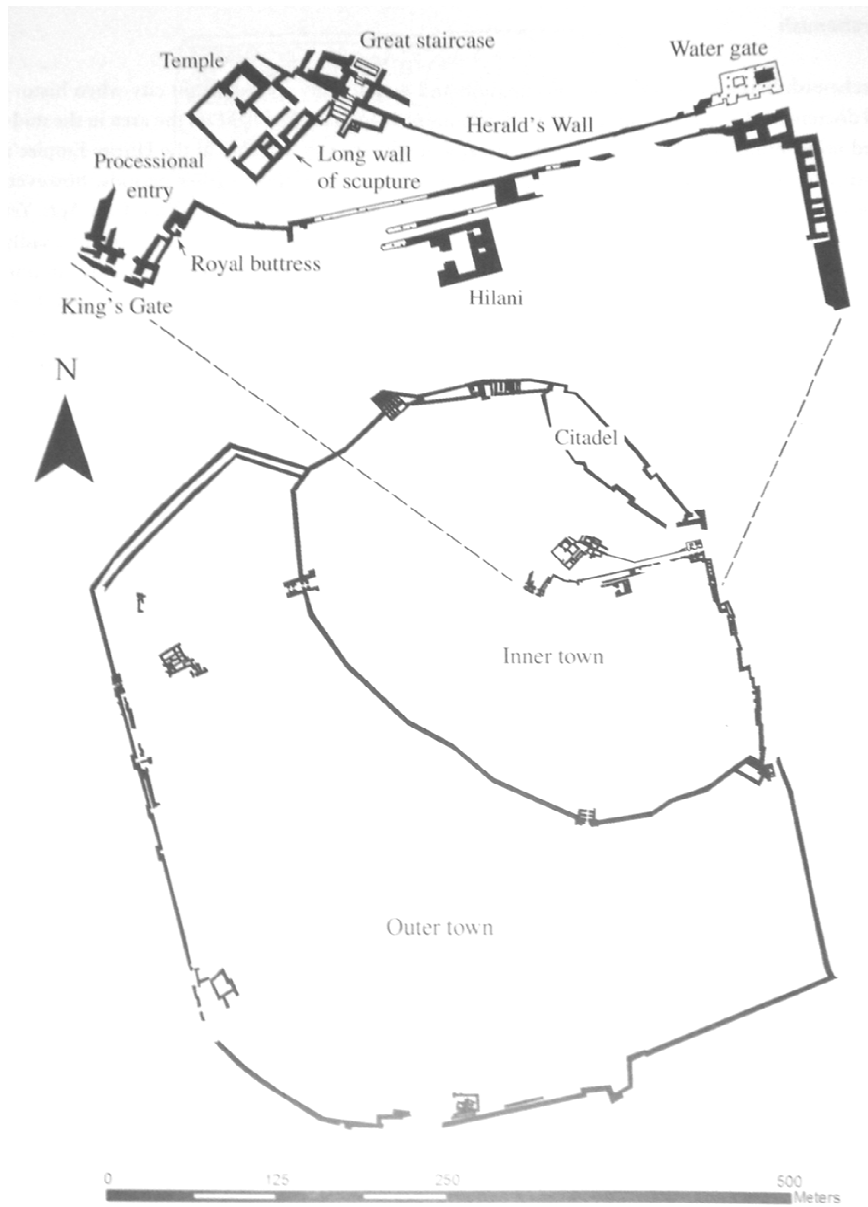 Great staircase
Temple
Water gate
Herald's Wall
Long wall
of scupture
Processional
entry
Royal buttress
Hilani
King's Gate
N
Citadel
Inner town
Outer town
0 125 250 500
Meters